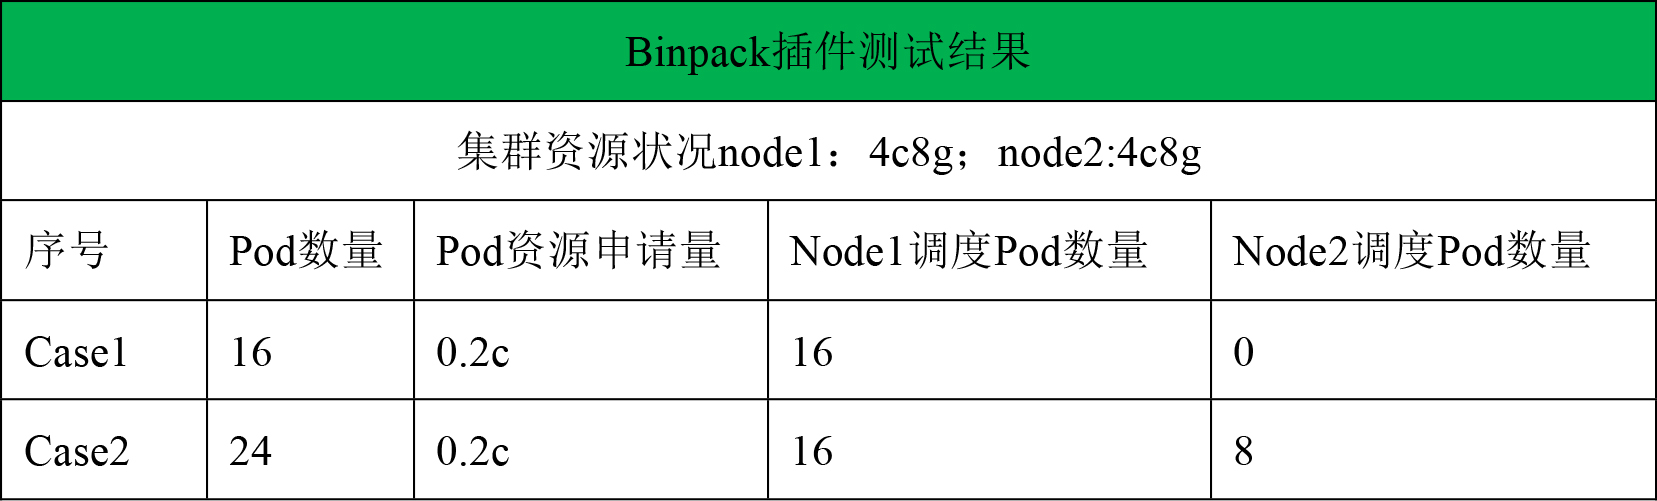 Binpack插件测试结果
集群资源状况node1：4c8g；node2:4c8g
序号 Pod数量 Pod资源申请量 Node1调度Pod数量 Node2调度Pod数量
Case1 16 0.2c 16 0
Case2 24 0.2c 16 8